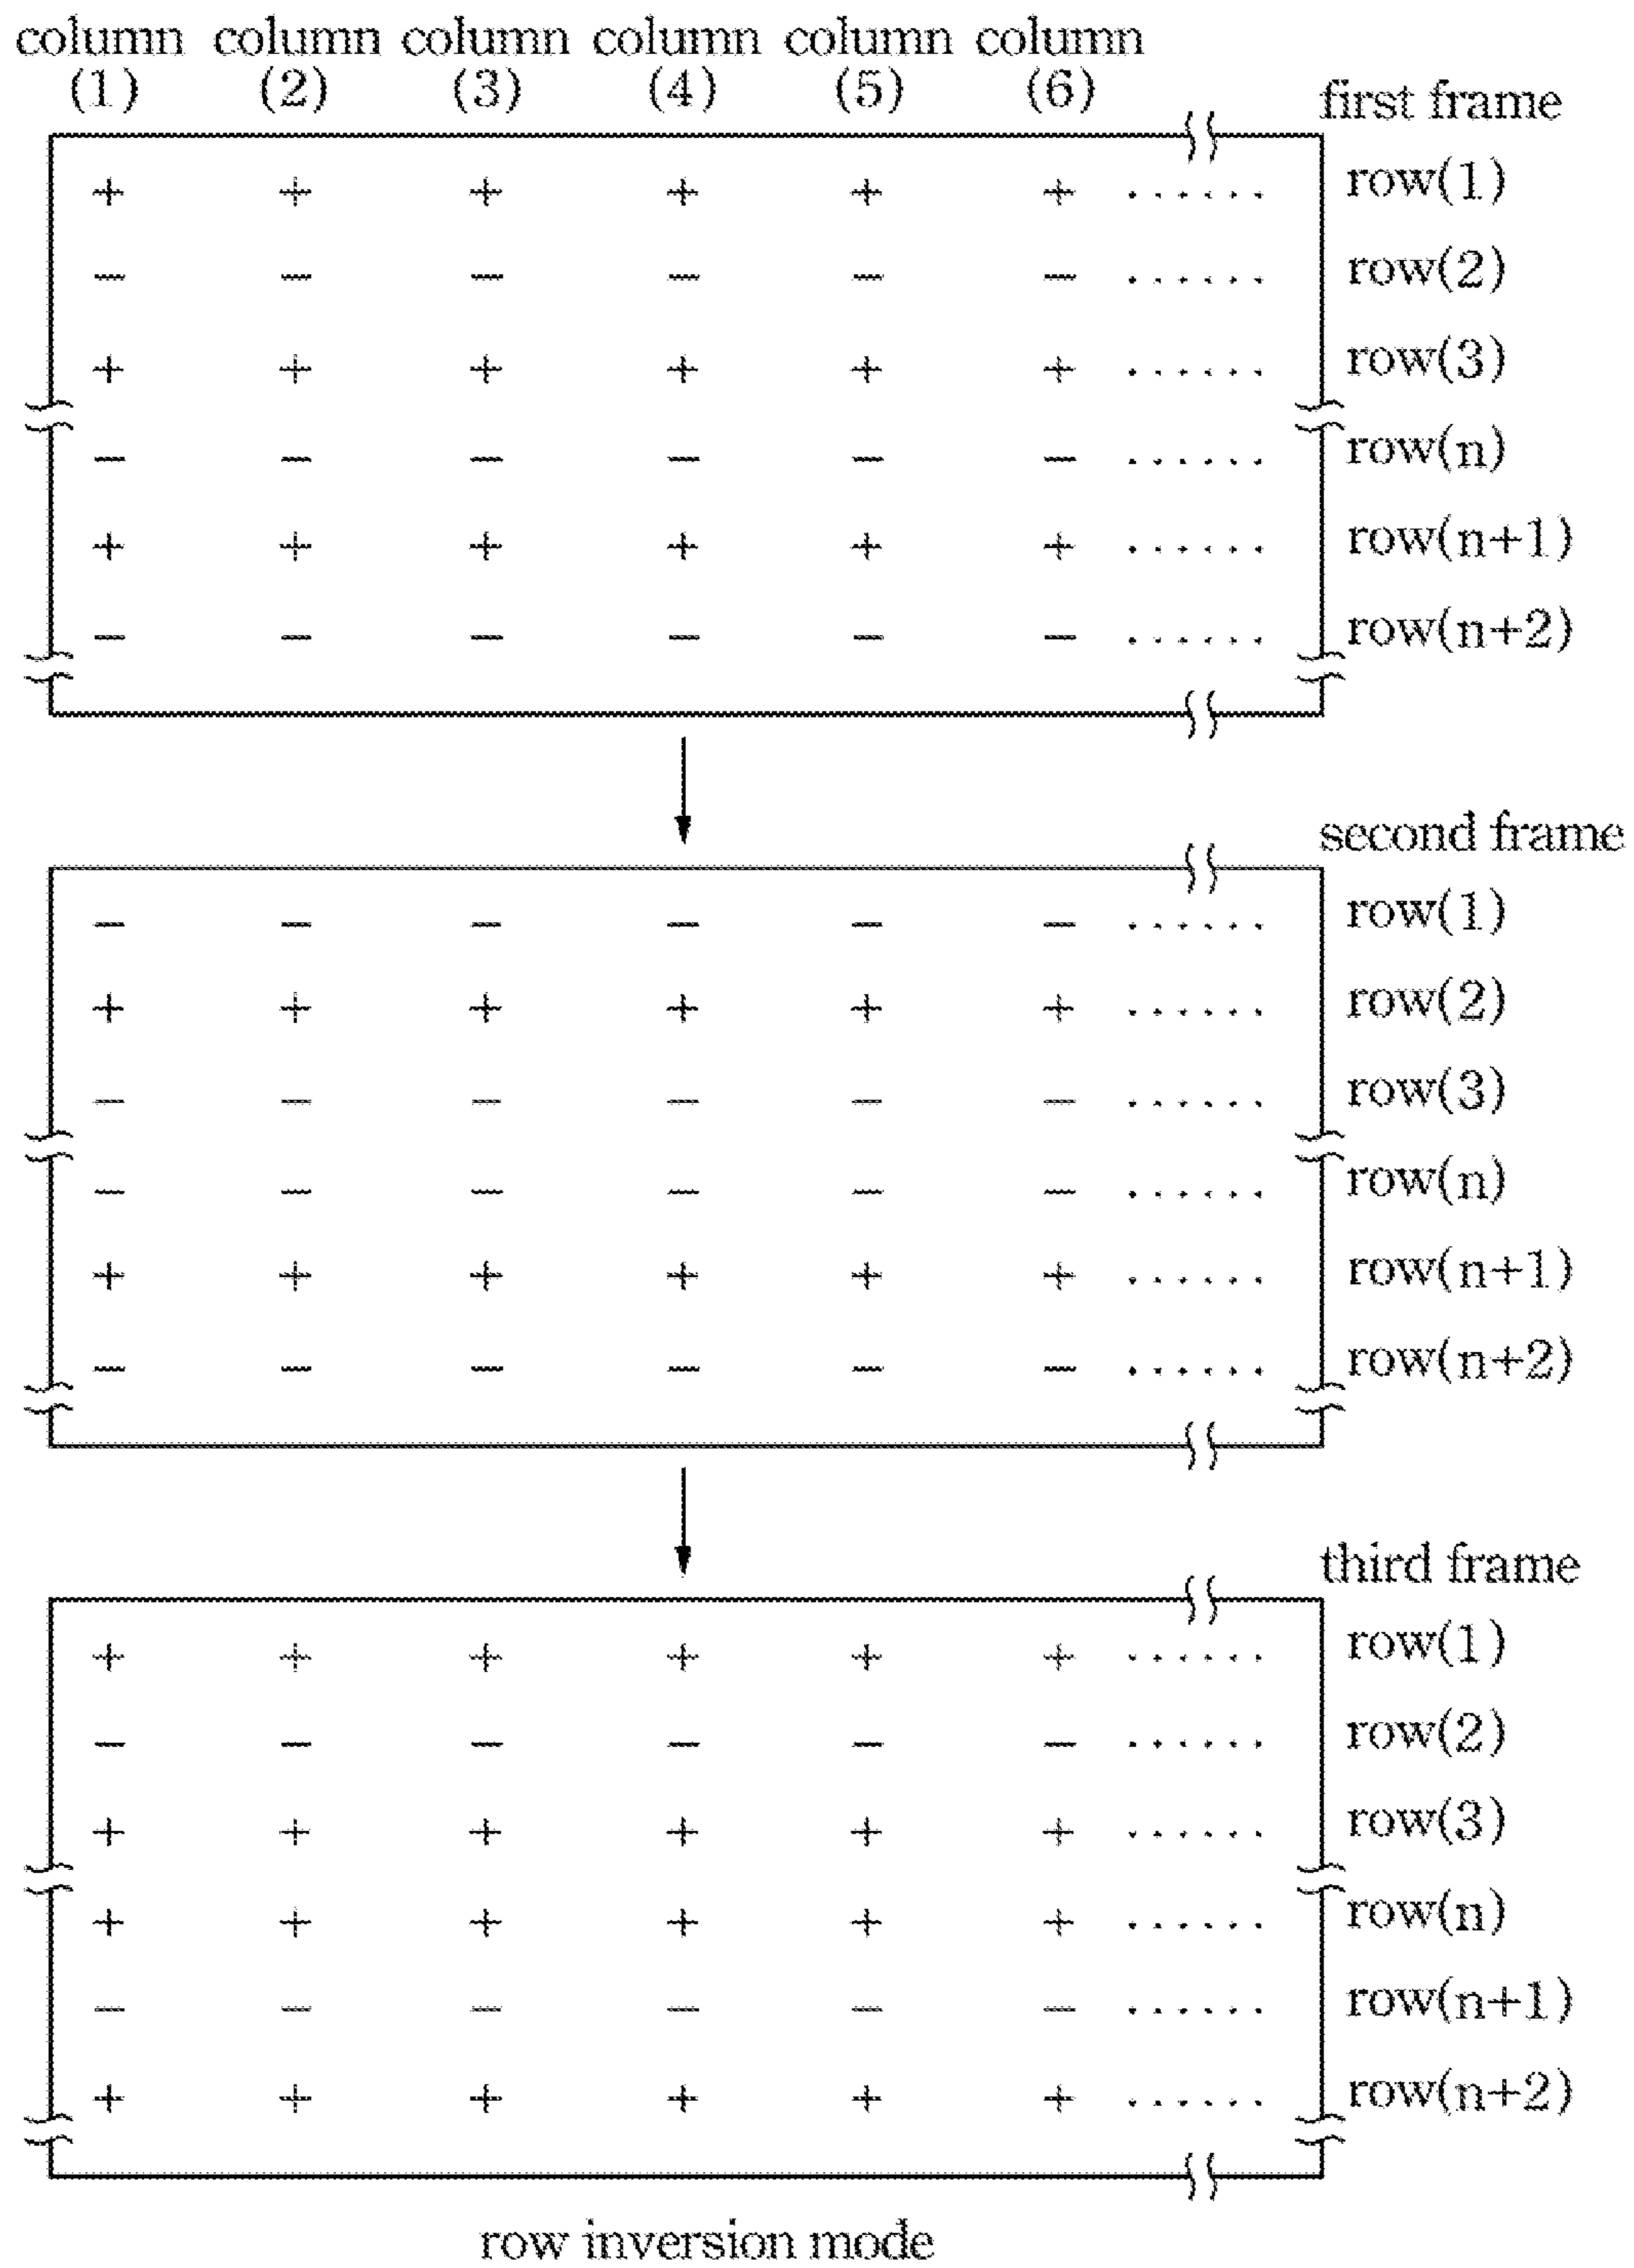 column column column column column column
(1) (2) (3) (4) (5) (6)
first frame
+ + + + + + ...... row(1)
− − − − − − ...... row(2)
+ + + + + + ...... row(3)
− − − − − − ...... row(n)
+ + + + + + ...... row(n+1)
− − − − − − ...... row(n+2)
second frame
− − − − − − ...... row(1)
+ + + + + + ...... row(2)
− − − − − − ...... row(3)
− − − − − − ...... row(n)
+ + + + + + ...... row(n+1)
− − − − − − ...... row(n+2)
third frame
+ + + + + + ...... row(1)
− − − − − − ...... row(2)
+ + + + + + ...... row(3)
+ + + + + + ...... row(n)
− − − − − − ...... row(n+1)
+ + + + + + ...... row(n+2)
row inversion mode